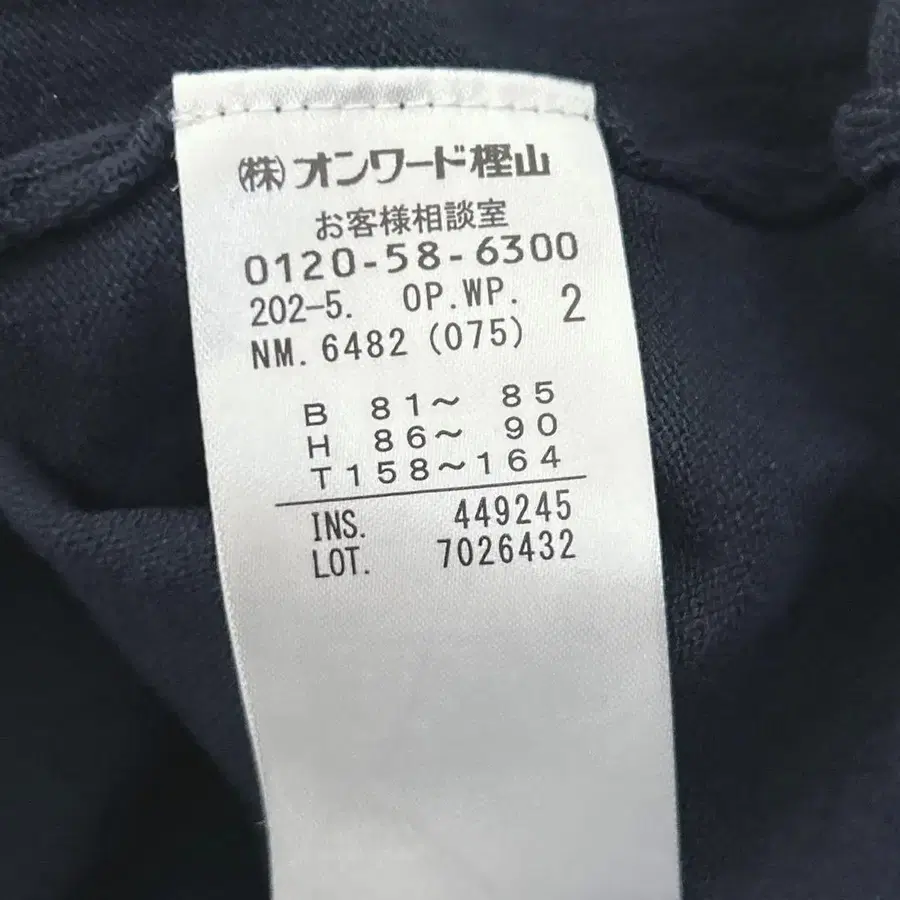 ㈱オンワード樫山
お客様相談室
0120-58-6300
202-5. OP.WP. 2
NM. 6482 (075)
B 81～ 85
H 86～ 90
T158～164
INS. 449245
LOT. 7026432